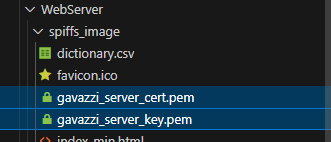 WebServer
spiffs_image
dictionary.csv
favicon.ico
gavazzi_server_cert.pem
gavazzi_server_key.pem
index_min.html